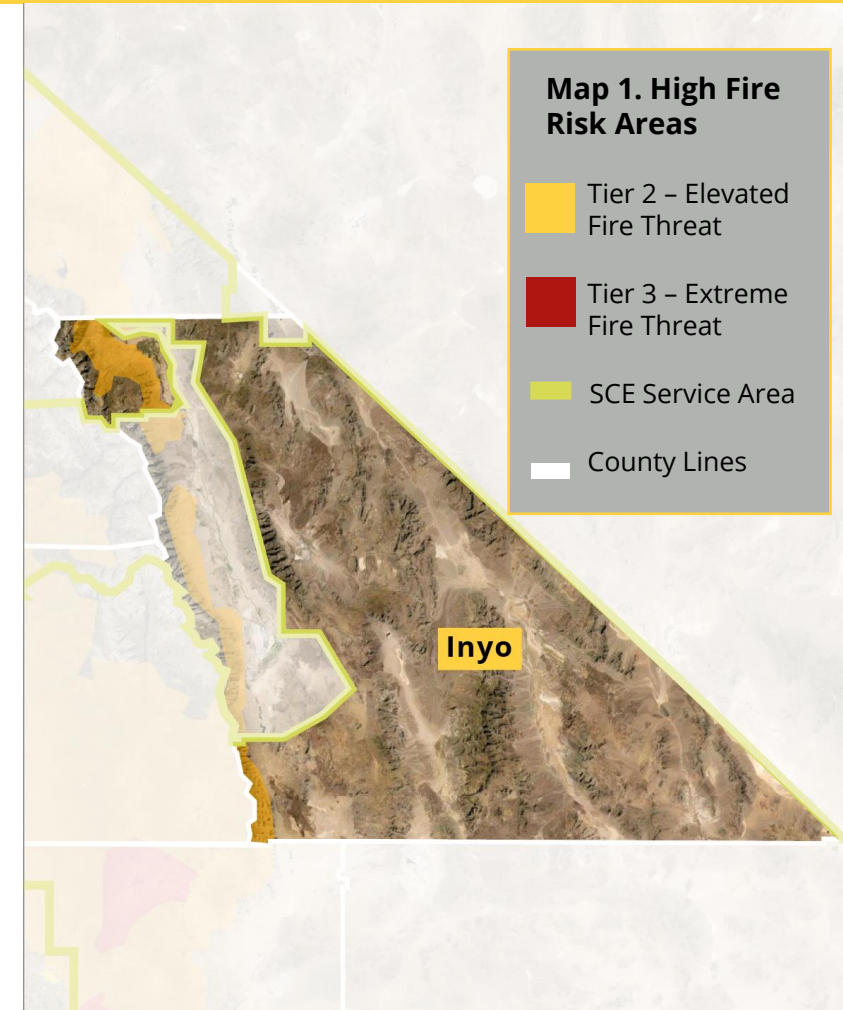 Map 1. High Fire
Risk Areas
Tier 2 – Elevated
Fire Threat
Tier 3 – Extreme
Fire Threat
SCE Service Area
County Lines
Inyo